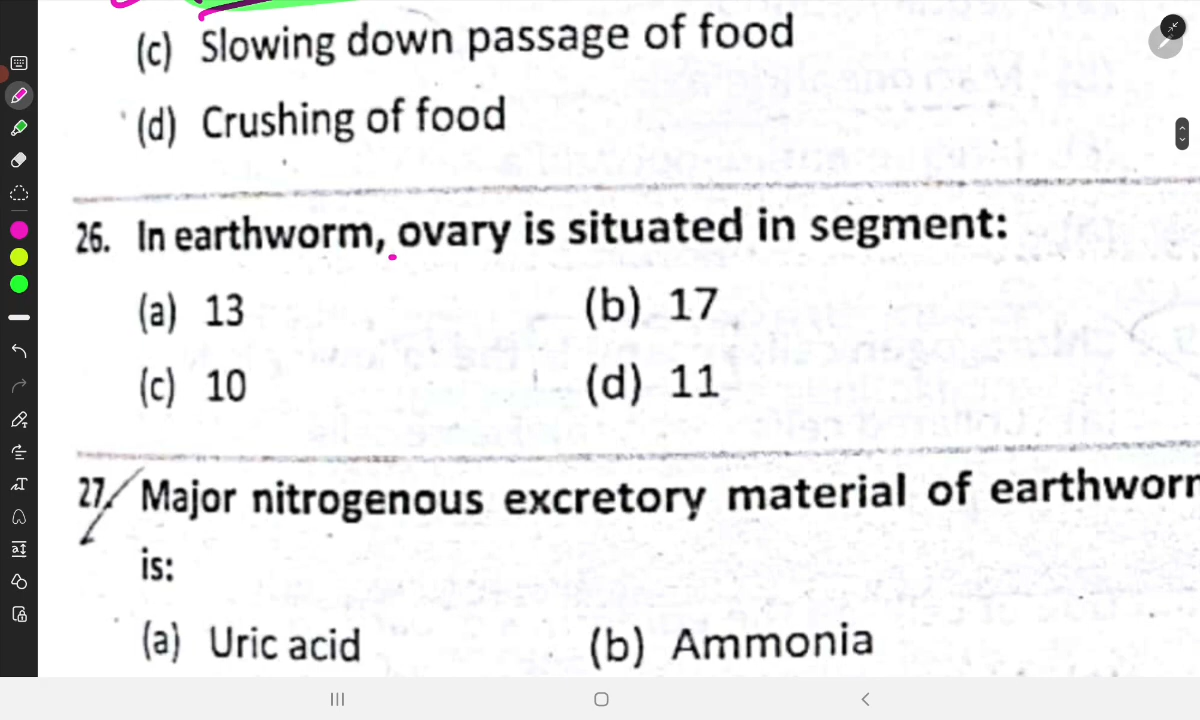 (c) Slowing down passage of food
(d) Crushing of food
26. In earthworm, ovary is situated in segment:
(a) 13 (b) 17
(c) 10 (d) 11
27. Major nitrogenous excretory material of earthworm
is:
(a) Uric acid (b) Ammonia